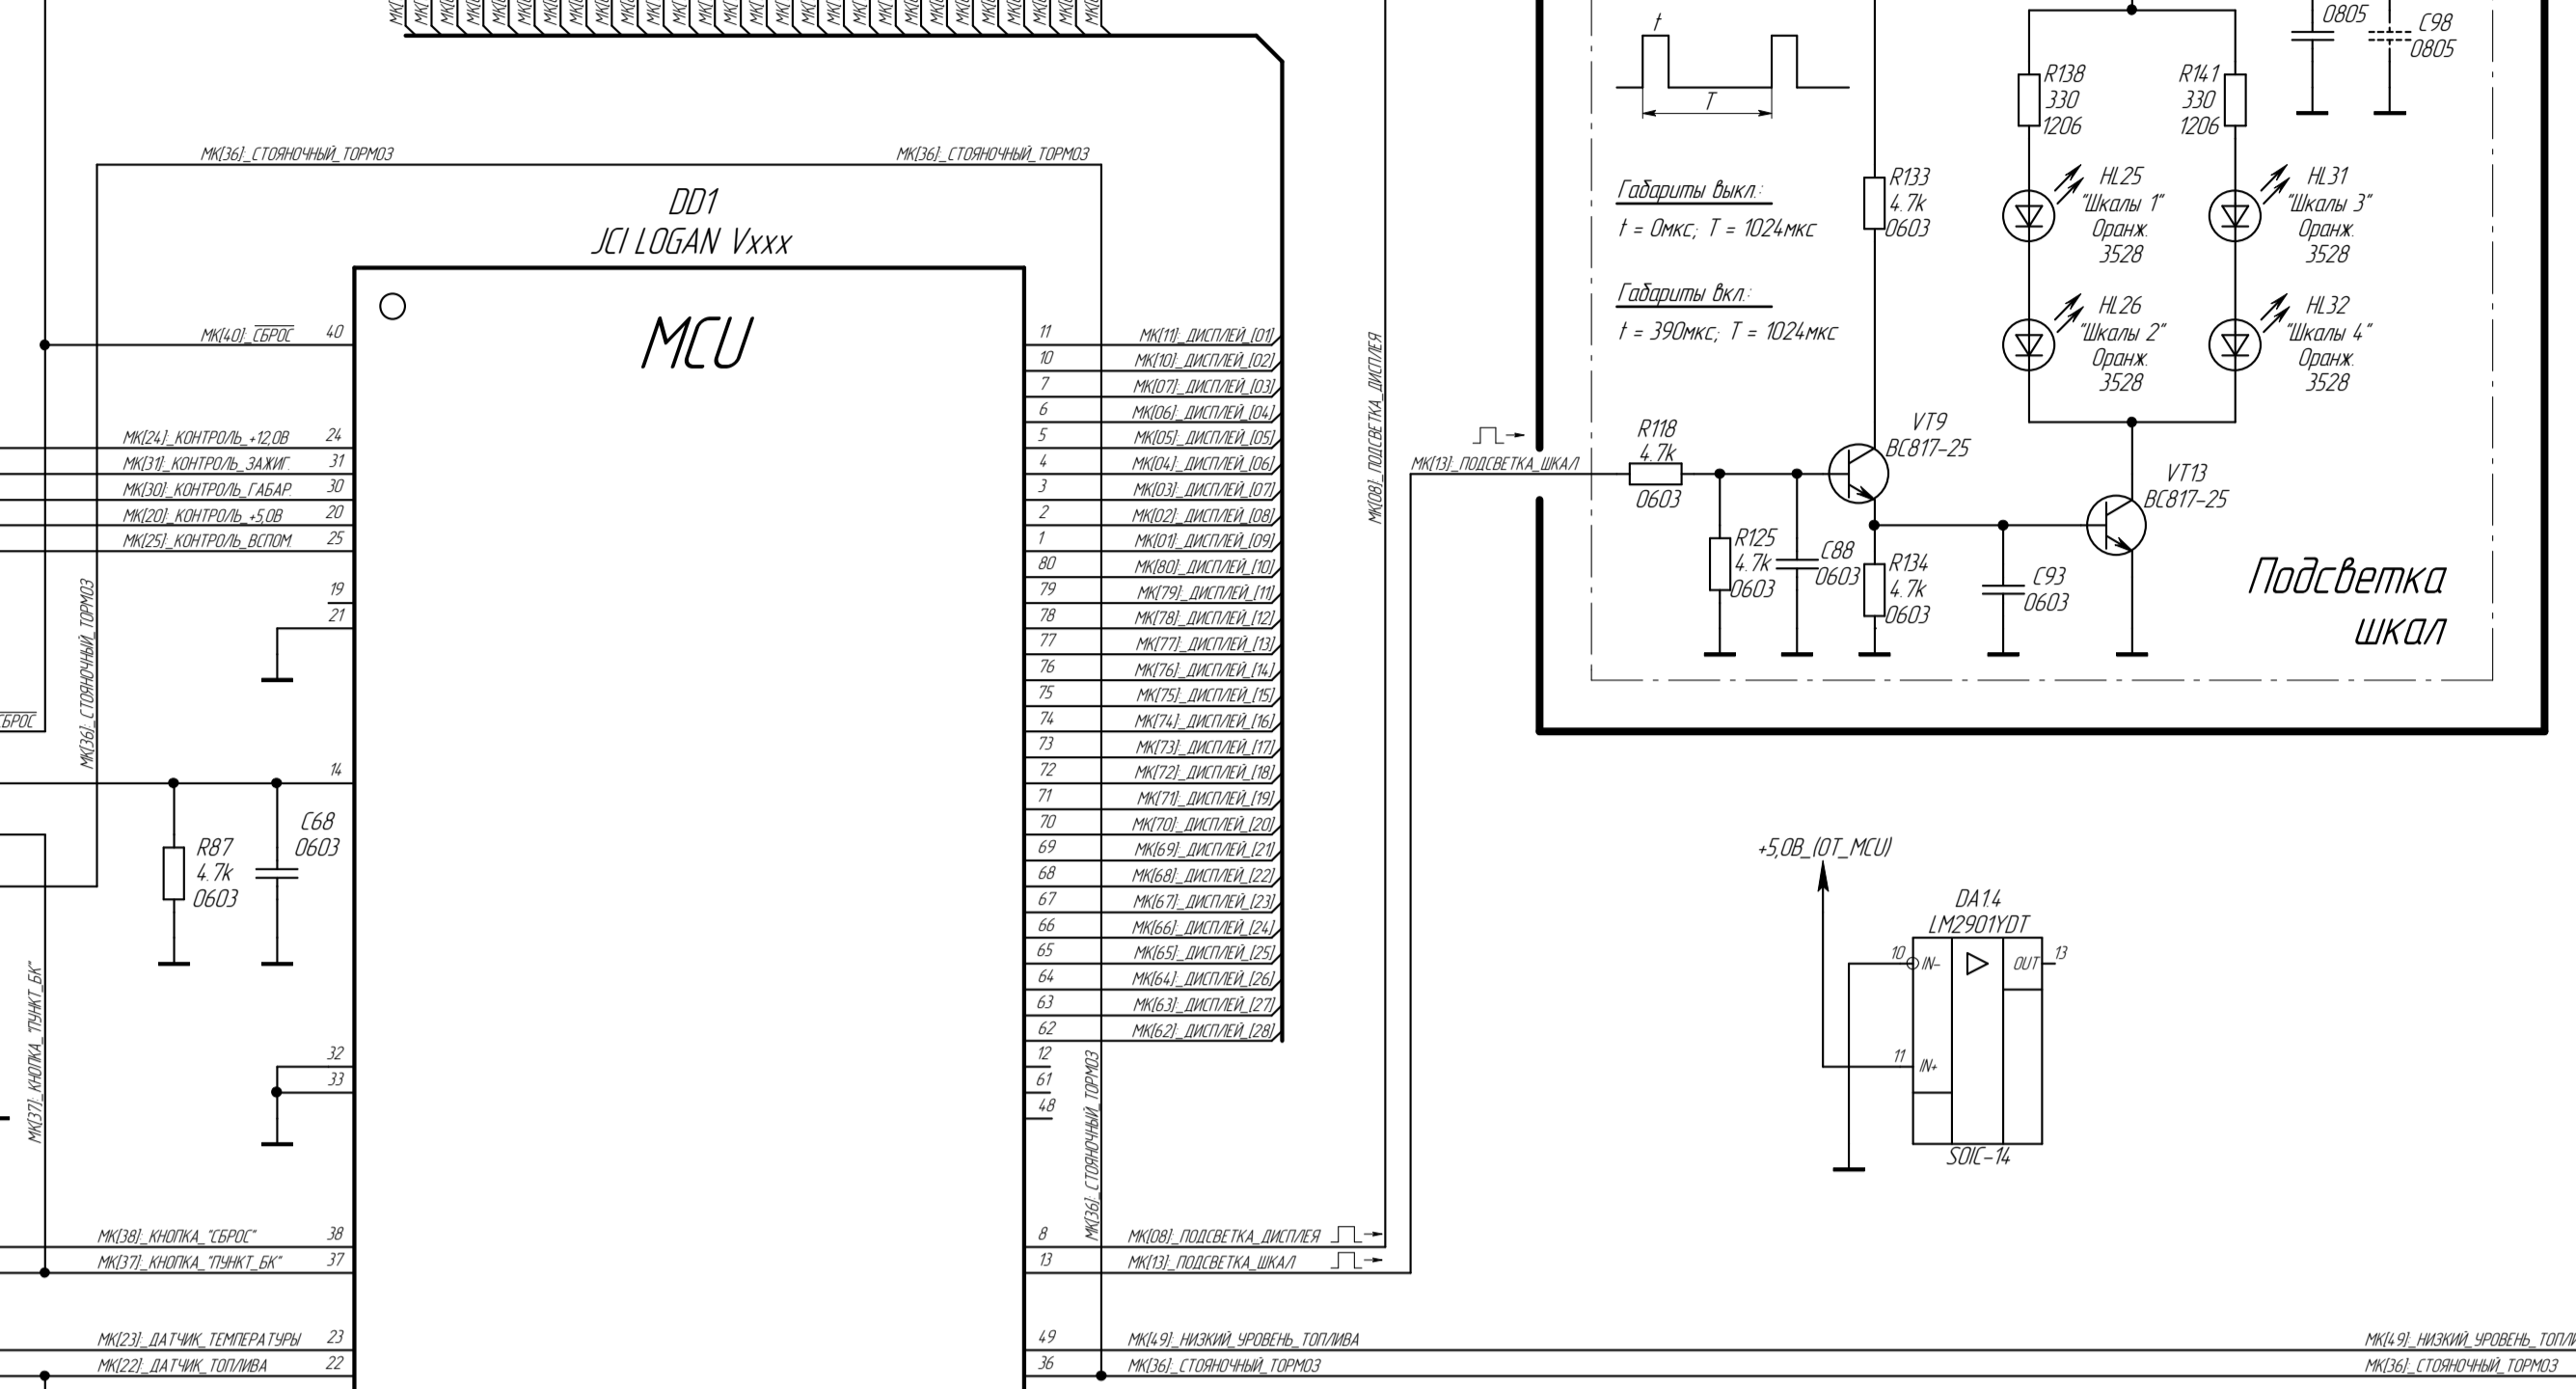 МК[36]:_СТОЯНОЧНЫЙ_ТОРМОЗ
МК[36]:_СТОЯНОЧНЫЙ_ТОРМОЗ
DD1
JCI LOGAN Vxxx
MCU
МК[40]:_СБРОС 40
МК[24]:_КОНТРОЛЬ_+12,0В 24
МК[31]:_КОНТРОЛЬ_ЗАЖИГ. 31
МК[30]:_КОНТРОЛЬ_ГАБАР. 30
МК[20]:_КОНТРОЛЬ_+5,0В 20
МК[25]:_КОНТРОЛЬ_ВСПОМ. 25
19
21
МК[36]:_СТОЯНОЧНЫЙ_ТОРМОЗ
СБРОС
14
R87
4.7k
0603
C68
0603
МК[37]:_КНОПКА_"ПУНКТ_БК"
32
33
МК[38]:_КНОПКА_"СБРОС" 38
МК[37]:_КНОПКА_"ПУНКТ_БК" 37
МК[23]:_ДАТЧИК_ТЕМПЕРАТУРЫ 23
МК[22]:_ДАТЧИК_ТОПЛИВА 22
11 МК[11]:_ДИСПЛЕЙ_[01]
10 МК[10]:_ДИСПЛЕЙ_[02]
7 МК[07]:_ДИСПЛЕЙ_[03]
6 МК[06]:_ДИСПЛЕЙ_[04]
5 МК[05]:_ДИСПЛЕЙ_[05]
4 МК[04]:_ДИСПЛЕЙ_[06]
3 МК[03]:_ДИСПЛЕЙ_[07]
2 МК[02]:_ДИСПЛЕЙ_[08]
1 МК[01]:_ДИСПЛЕЙ_[09]
80 МК[80]:_ДИСПЛЕЙ_[10]
79 МК[79]:_ДИСПЛЕЙ_[11]
78 МК[78]:_ДИСПЛЕЙ_[12]
77 МК[77]:_ДИСПЛЕЙ_[13]
76 МК[76]:_ДИСПЛЕЙ_[14]
75 МК[75]:_ДИСПЛЕЙ_[15]
74 МК[74]:_ДИСПЛЕЙ_[16]
73 МК[73]:_ДИСПЛЕЙ_[17]
72 МК[72]:_ДИСПЛЕЙ_[18]
71 МК[71]:_ДИСПЛЕЙ_[19]
70 МК[70]:_ДИСПЛЕЙ_[20]
69 МК[69]:_ДИСПЛЕЙ_[21]
68 МК[68]:_ДИСПЛЕЙ_[22]
67 МК[67]:_ДИСПЛЕЙ_[23]
66 МК[66]:_ДИСПЛЕЙ_[24]
65 МК[65]:_ДИСПЛЕЙ_[25]
64 МК[64]:_ДИСПЛЕЙ_[26]
63 МК[63]:_ДИСПЛЕЙ_[27]
62 МК[62]:_ДИСПЛЕЙ_[28]
12
61
48
МК[36]:_СТОЯНОЧНЫЙ_ТОРМОЗ
8 МК[08]:_ПОДСВЕТКА_ДИСПЛЕЯ
13 МК[13]:_ПОДСВЕТКА_ШКАЛ
49 МК[49]:_НИЗКИЙ_УРОВЕНЬ_ТОПЛИВА
36 МК[36]:_СТОЯНОЧНЫЙ_ТОРМОЗ
МК[08]:_ПОДСВЕТКА_ДИСПЛЕЯ
МК[13]:_ПОДСВЕТКА_ШКАЛ
t
T
Габариты выкл.:
t = 0мкс; T = 1024мкс
Габариты вкл.:
t = 390мкс; T = 1024мкс
R118
4.7k
0603
R125
4.7k
0603
C88
0603
R133
4.7k
0603
VT9
BC817-25
R134
4.7k
0603
C93
0603
VT13
BC817-25
R138
330
1206
R141
330
1206
0805
C98
0805
HL25
"Шкалы 1"
Оранж.
3528
HL31
"Шкалы 3"
Оранж.
3528
HL26
"Шкалы 2"
Оранж.
3528
HL32
"Шкалы 4"
Оранж.
3528
Подсветка
шкал
+5,0В_(ОТ_MCU)
DA1.4
LM2901YDT
10 IN-
OUT 13
11 IN+
SOIC-14
МК[36]:_СТОЯНОЧНЫЙ_ТОРМОЗ